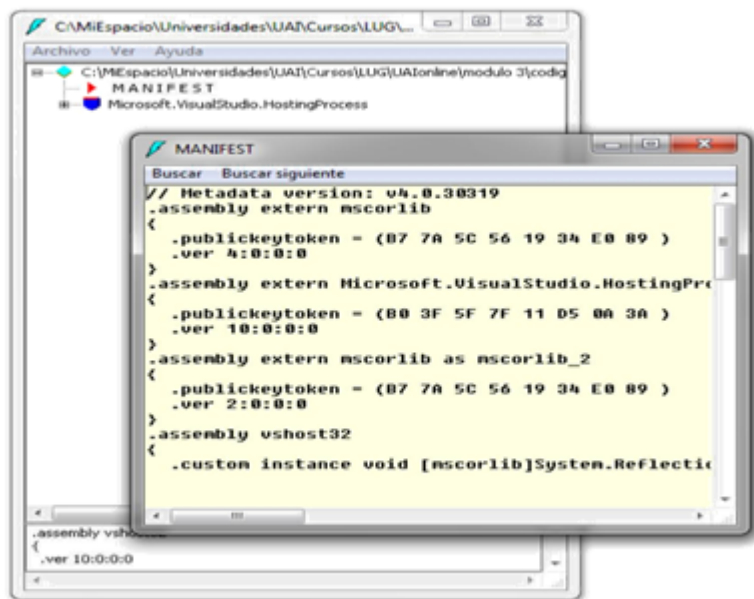 C:\MiEspacio\Universidades\UAI\Cursos\LUG\...
Archivo Ver Ayuda
C:\MiEspacio\Universidades\UAI\Cursos\LUG\UAIonline\modulo 3\codig
M A N I F E S T
Microsoft.VisualStudio.HostingProcess
MANIFEST
Buscar Buscar siguiente
// Metadata version: v4.0.30319
.assembly extern mscorlib
{
.publickeytoken = (B7 7A 5C 56 19 34 E0 89 )
.ver 4:0:0:0
}
.assembly extern Microsoft.VisualStudio.HostingPro
{
.publickeytoken = (B0 3F 5F 7F 11 D5 0A 3A )
.ver 10:0:0:0
}
.assembly extern mscorlib as mscorlib_2
{
.publickeytoken = (B7 7A 5C 56 19 34 E0 89 )
.ver 2:0:0:0
}
.assembly vshost32
{
.custom instance void [mscorlib]System.Reflectio
.assembly vshost32
{
.ver 10:0:0:0